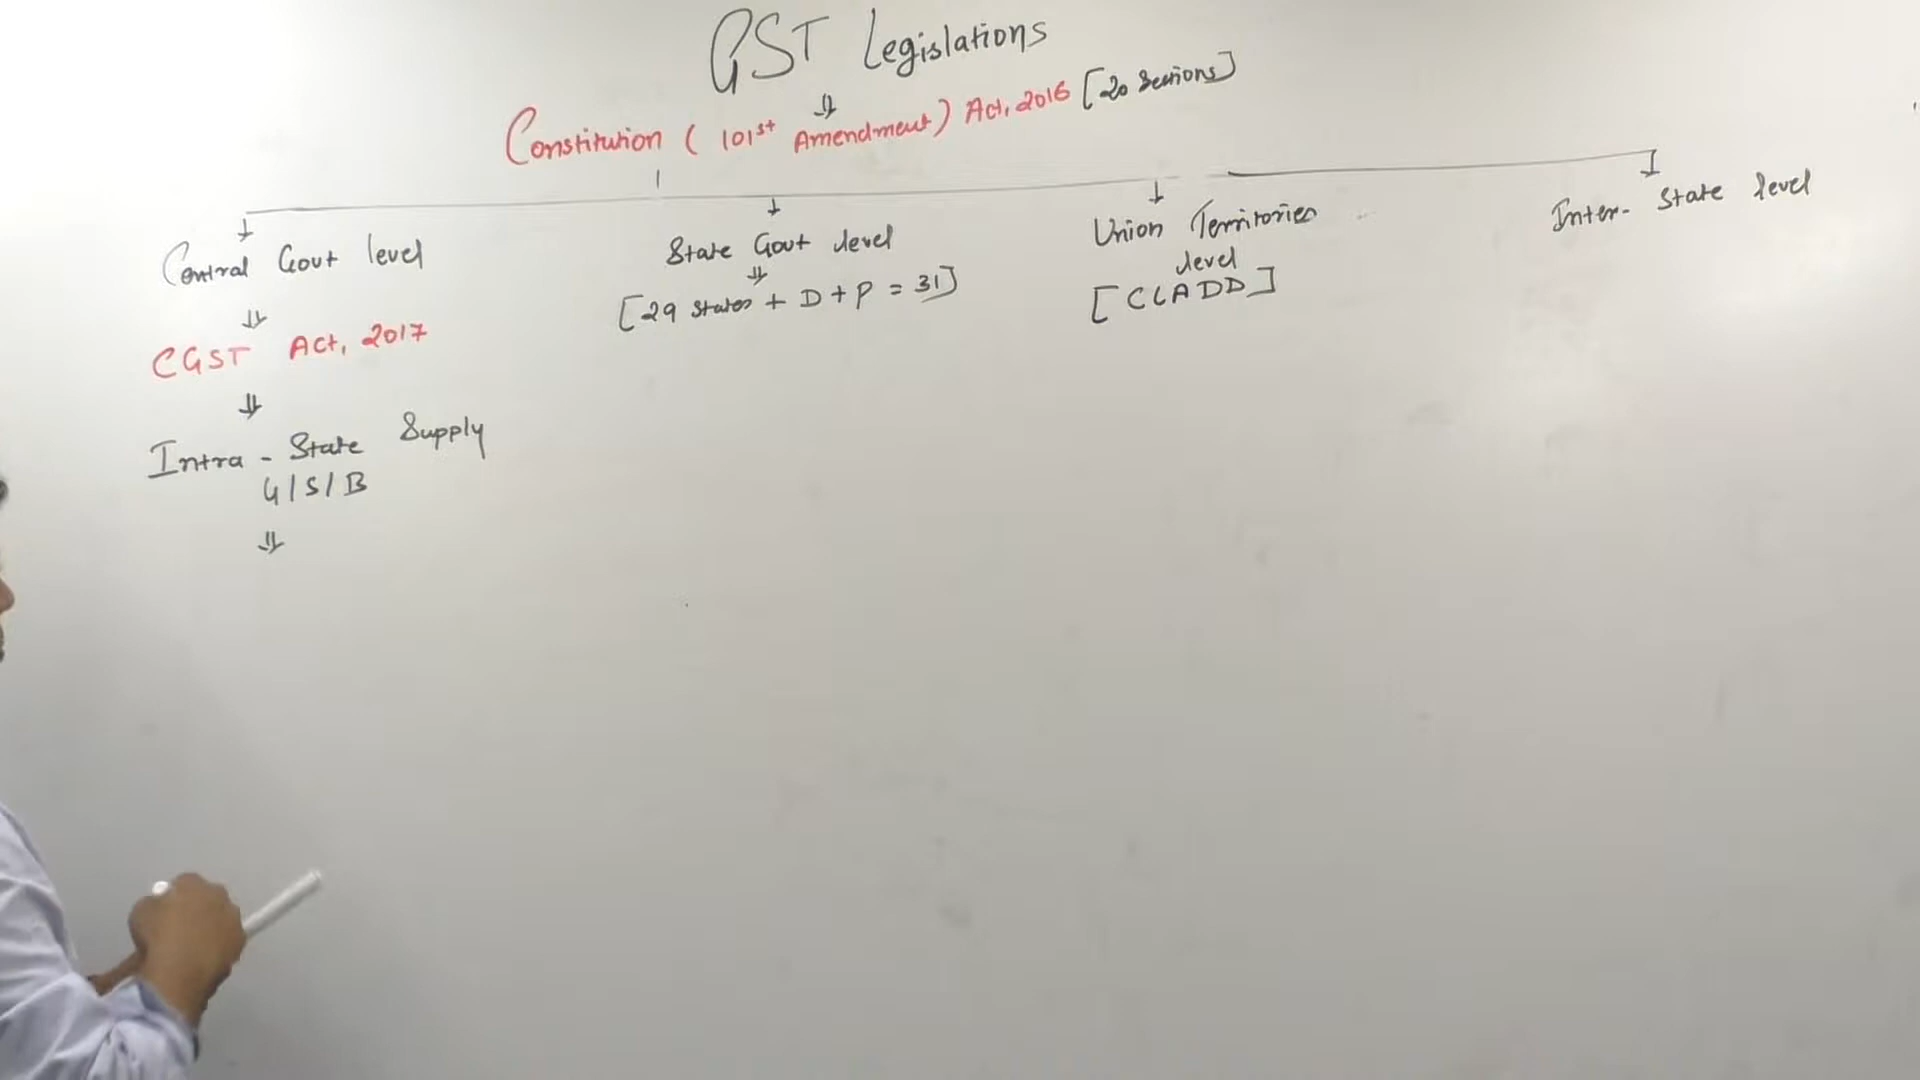 GST Legislations
⇓
Constitution ( 101st Amendment) Act, 2016 [20 Sections]
Central Govt level
⇓
CGST Act, 2017
⇓
Intra - State Supply
G/S/B
⇓
State Govt level
⇓
[29 States + D + P = 31]
Union Territories
level
[CLADD]
Inter- State level